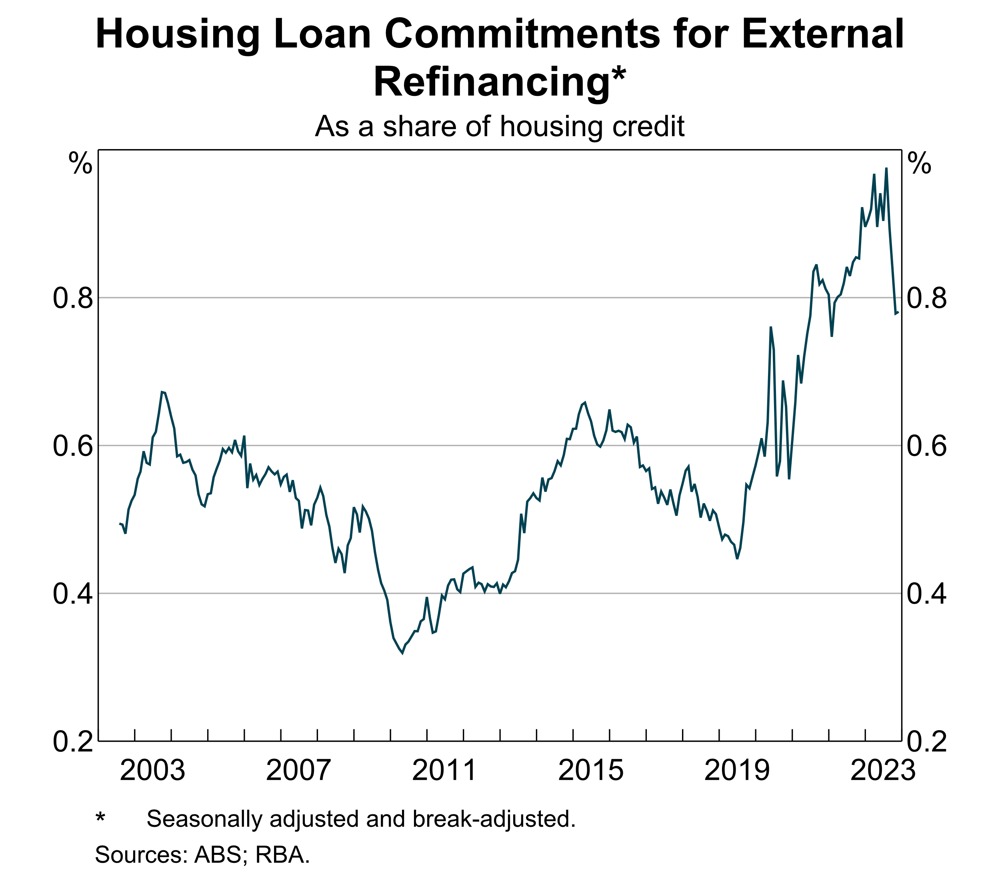 Housing Loan Commitments for External
Refinancing*
As a share of housing credit
% %
0.8 0.8
0.6 0.6
0.4 0.4
0.2 0.2
2003 2007 2011 2015 2019 2023
* Seasonally adjusted and break-adjusted.
Sources: ABS; RBA.